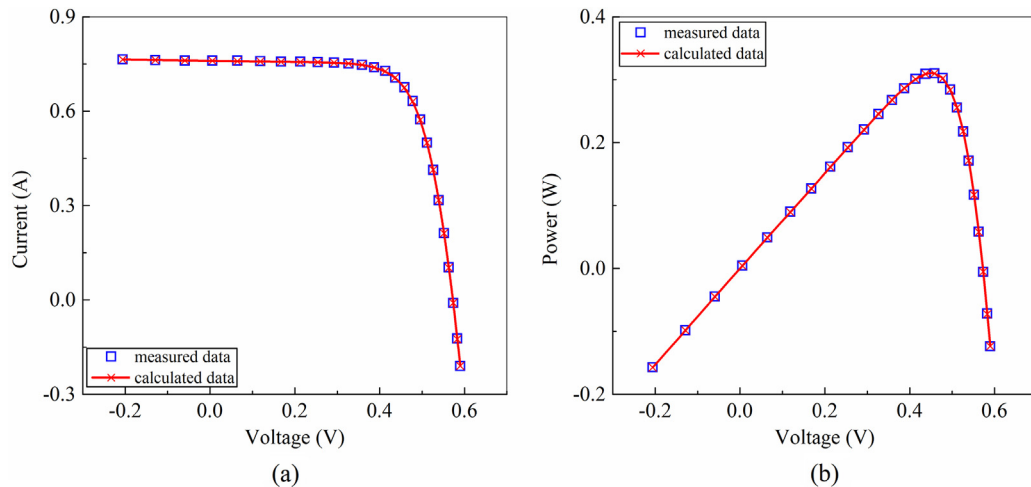 0.9
0.6
0.3
0.0
-0.3
Current (A)
measured data
calculated data
-0.2 0.0 0.2 0.4 0.6
Voltage (V)
(a)
0.4
0.2
0.0
-0.2
Power (W)
measured data
calculated data
-0.2 0.0 0.2 0.4 0.6
Voltage (V)
(b)